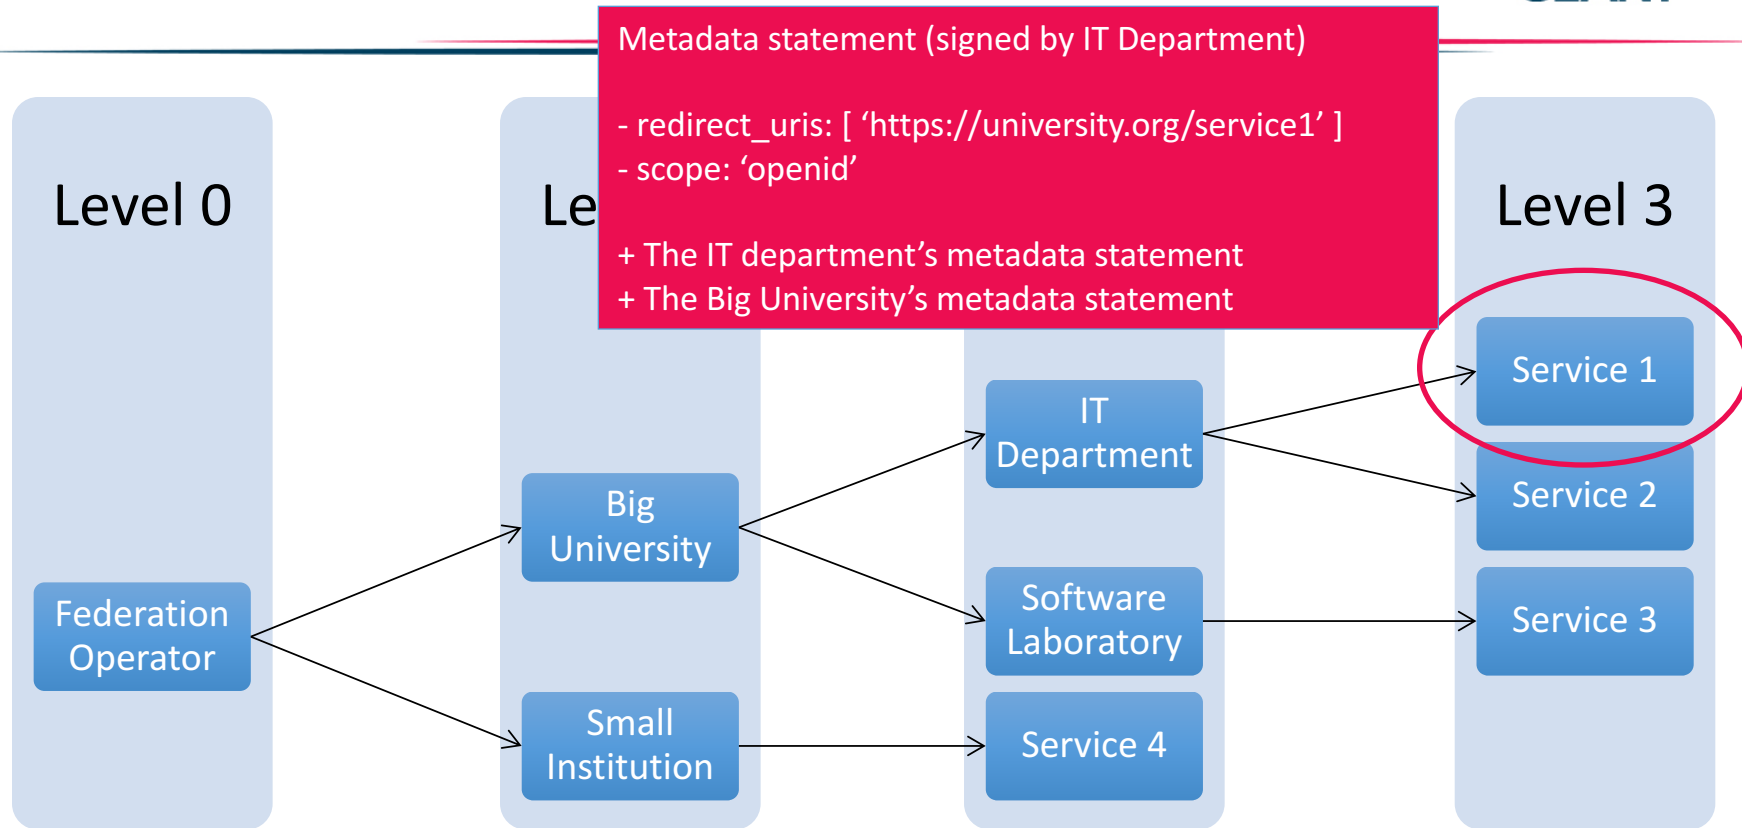 Metadata statement (signed by IT Department)
- redirect_uris: [ ‘https://university.org/service1’ ]
- scope: ‘openid’
+ The IT department’s metadata statement
+ The Big University’s metadata statement
Level 0
Le
Level 3
Service 1
IT
Department
Service 2
Big
University
Federation
Operator
Software
Laboratory
Service 3
Small
Institution
Service 4